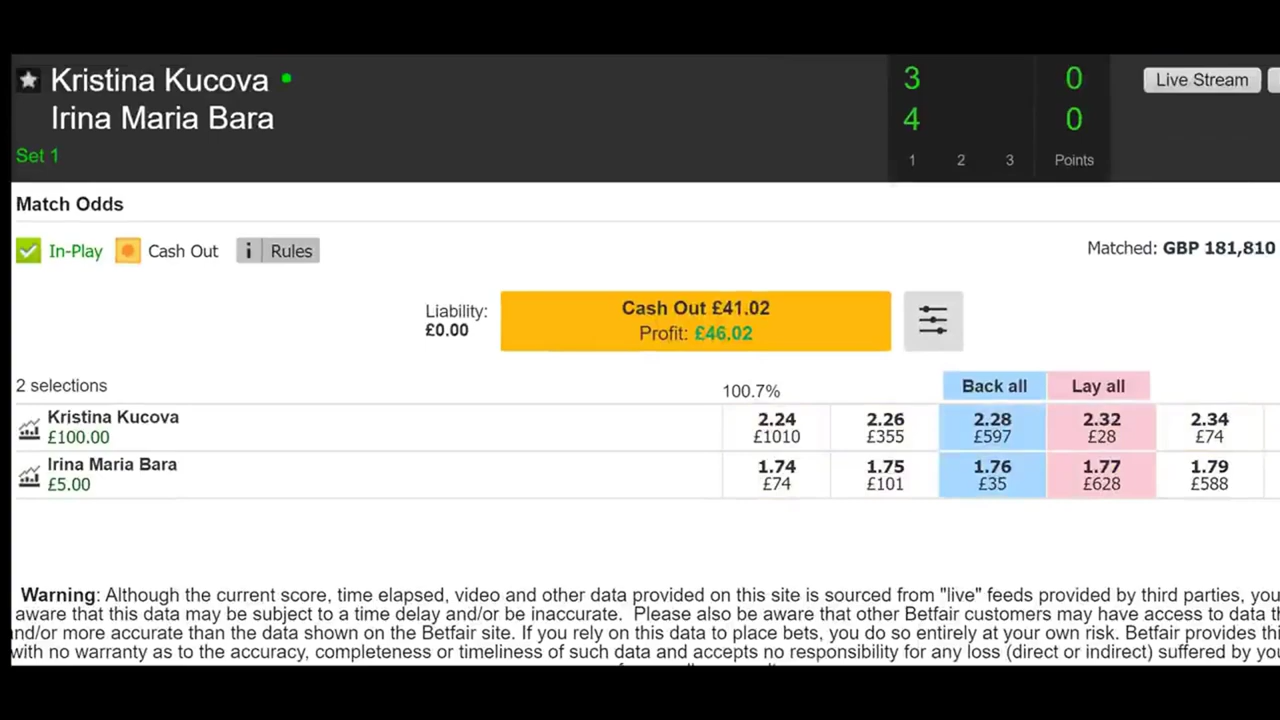 Kristina Kucova
Irina Maria Bara
Set 1
3 0
4 0
1 2 3 Points
Live Stream
Match Odds
In-Play Cash Out i Rules
Matched: GBP 181,810
Liability:
£0.00
Cash Out £41.02
Profit: £46.02
2 selections 100.7% Back all Lay all
Kristina Kucova 2.24 2.26 2.28 2.32 2.34
£100.00 £1010 £355 £597 £28 £74
Irina Maria Bara 1.74 1.75 1.76 1.77 1.79
£5.00 £74 £101 £35 £628 £588
Warning: Although the current score, time elapsed, video and other data provided on this site is sourced from "live" feeds provided by third parties, you
aware that this data may be subject to a time delay and/or be inaccurate. Please also be aware that other Betfair customers may have access to data t
and/or more accurate than the data shown on the Betfair site. If you rely on this data to place bets, you do so entirely at your own risk. Betfair provides thi
with no warranty as to the accuracy, completeness or timeliness of such data and accepts no responsibility for any loss (direct or indirect) suffered by you